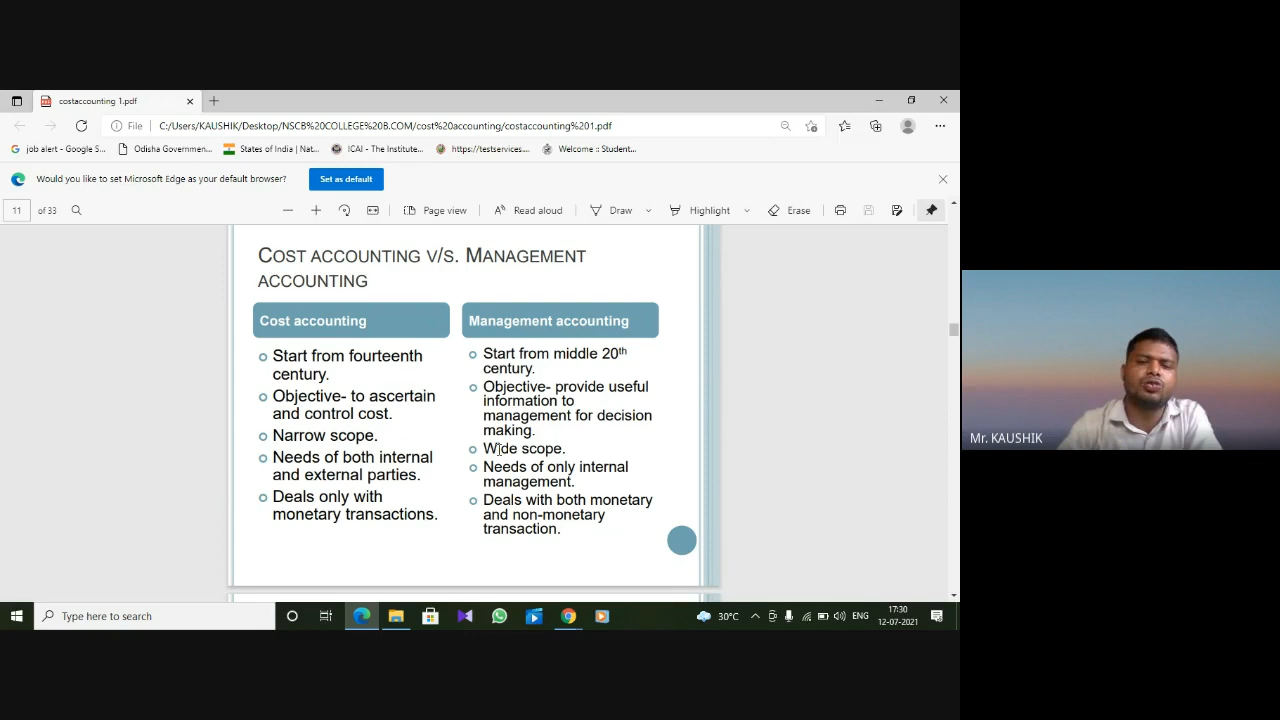 costaccounting 1.pdf
File C:/Users/KAUSHIK/Desktop/NSCB%20COLLEGE%20B.COM/cost%20accounting/costaccounting%201.pdf
job alert - Google S... Odisha Governmen... States of India | Nat... ICAI - The Institute... https://testservices.... Welcome :: Student...
Would you like to set Microsoft Edge as your default browser? Set as default
11 of 33 Page view Read aloud Draw Highlight Erase
COST ACCOUNTING V/S. MANAGEMENT
ACCOUNTING
Cost accounting
Start from fourteenth
century.
Objective- to ascertain
and control cost.
Narrow scope.
Needs of both internal
and external parties.
Deals only with
monetary transactions.
Management accounting
Start from middle 20th
century.
Objective- provide useful
information to
management for decision
making.
Wide scope.
Needs of only internal
management.
Deals with both monetary
and non-monetary
transaction.
Mr. KAUSHIK
Type here to search
30°C ENG
17:30
12-07-2021